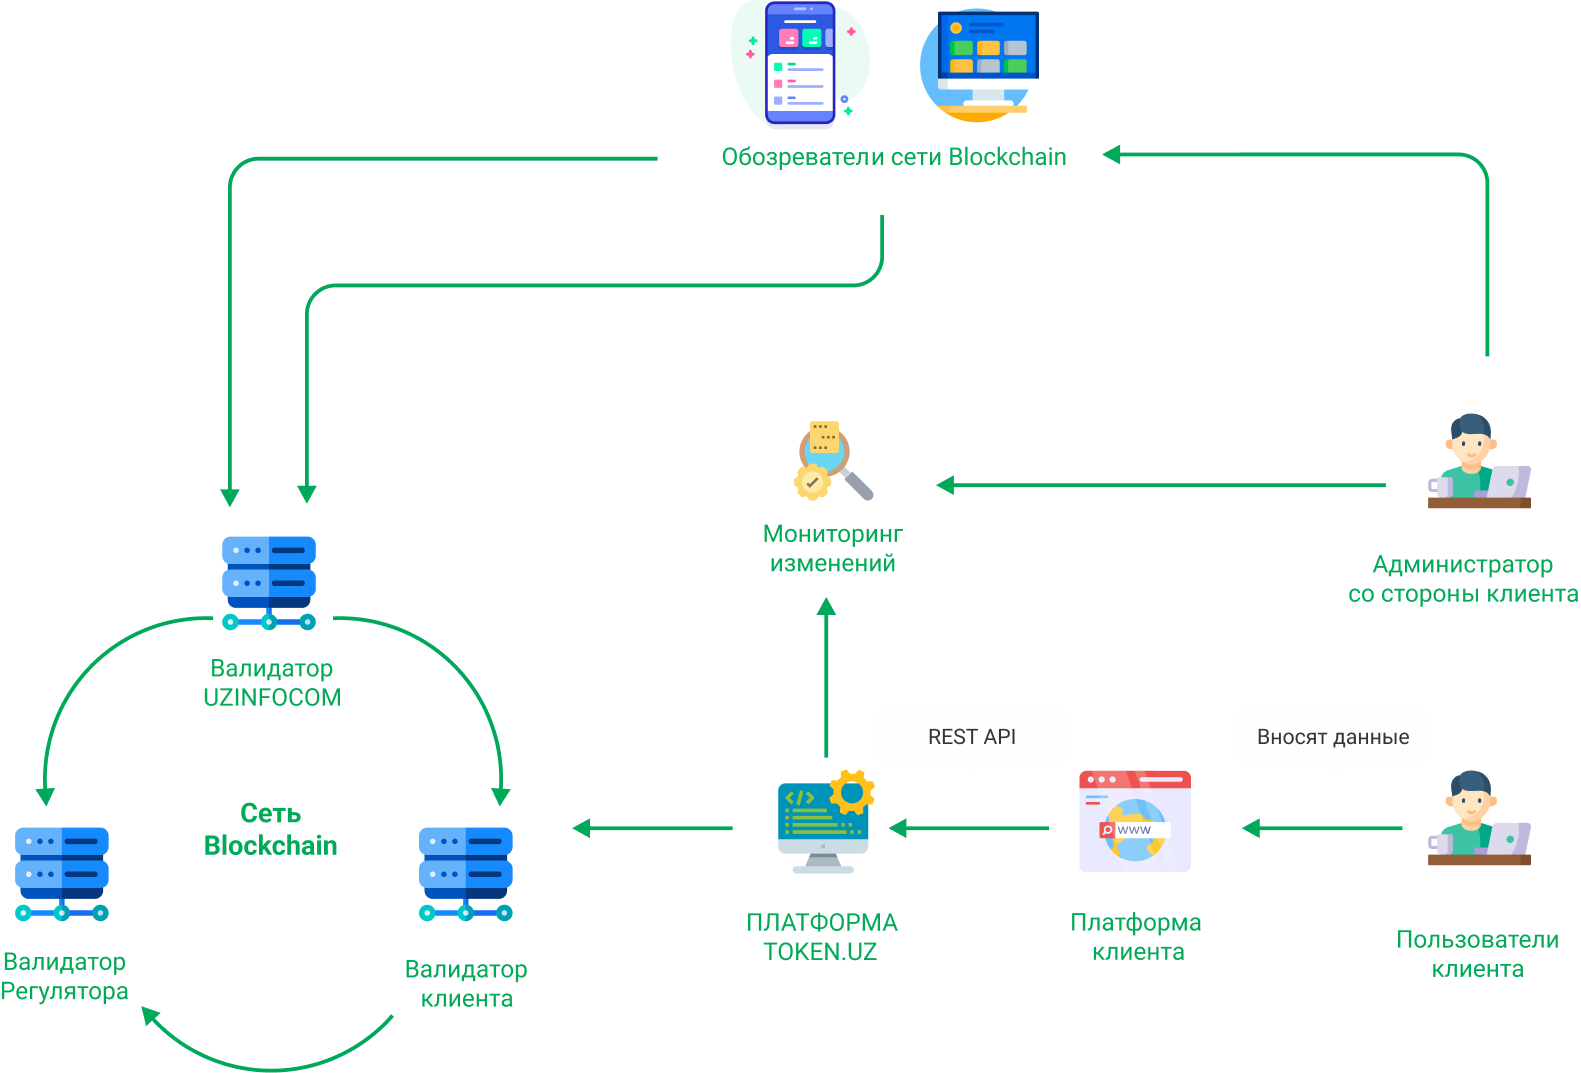 Обозреватели сети Blockchain
Мониторинг
изменений
Администратор
со стороны клиента
Валидатор
UZINFOCOM
REST API
Вносят данные
Сеть
Blockchain
WWW
ПЛАТФОРМА
TOKEN.UZ
Платформа
клиента
Пользователи
клиента
Валидатор
Регулятора
Валидатор
клиента